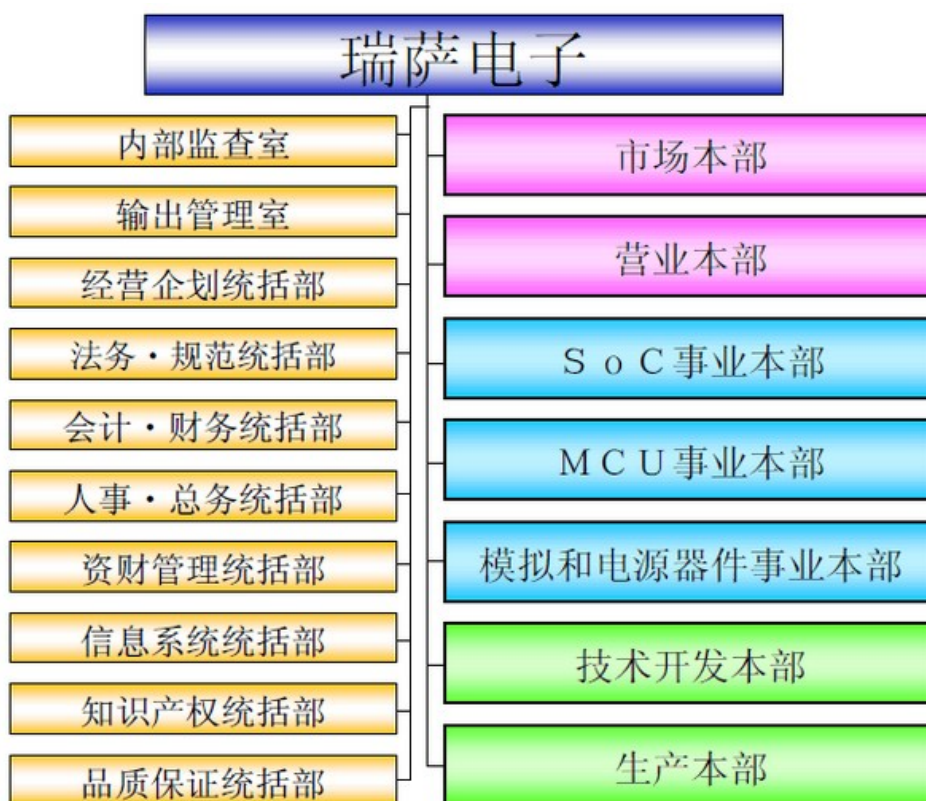 瑞萨电子
内部监查室
输出管理室
经营企划统括部
法务・规范统括部
会计・财务统括部
人事・总务统括部
资财管理统括部
信息系统统括部
知识产权统括部
品质保证统括部
市场本部
营业本部
ＳｏＣ事业本部
ＭＣＵ事业本部
模拟和电源器件事业本部
技术开发本部
生产本部